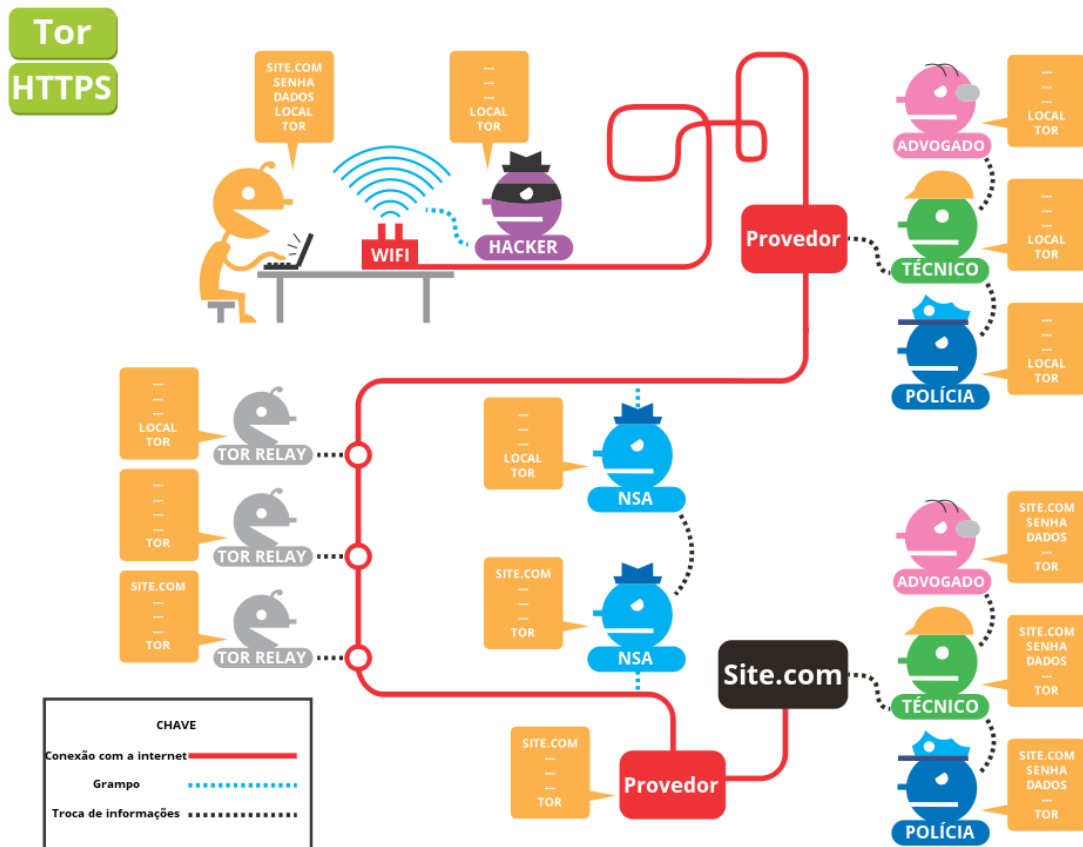 Tor
HTTPS
SITE.COM
SENHA
DADOS
LOCAL
TOR
---
---
---
LOCAL
TOR
WIFI
HACKER
Provedor
ADVOGADO
---
---
---
LOCAL
TOR
TÉCNICO
---
---
---
LOCAL
TOR
POLÍCIA
---
---
---
LOCAL
TOR
---
---
---
LOCAL
TOR
TOR RELAY
---
---
---
---
TOR
TOR RELAY
SITE.COM
---
---
---
TOR
TOR RELAY
---
---
---
LOCAL
TOR
NSA
SITE.COM
---
---
---
TOR
NSA
ADVOGADO
SITE.COM
SENHA
DADOS
---
TOR
Site.com
TÉCNICO
SITE.COM
SENHA
DADOS
---
TOR
POLÍCIA
SITE.COM
SENHA
DADOS
---
TOR
SITE.COM
---
---
---
TOR
Provedor
CHAVE
Conexão com a internet
Grampo
Troca de informações